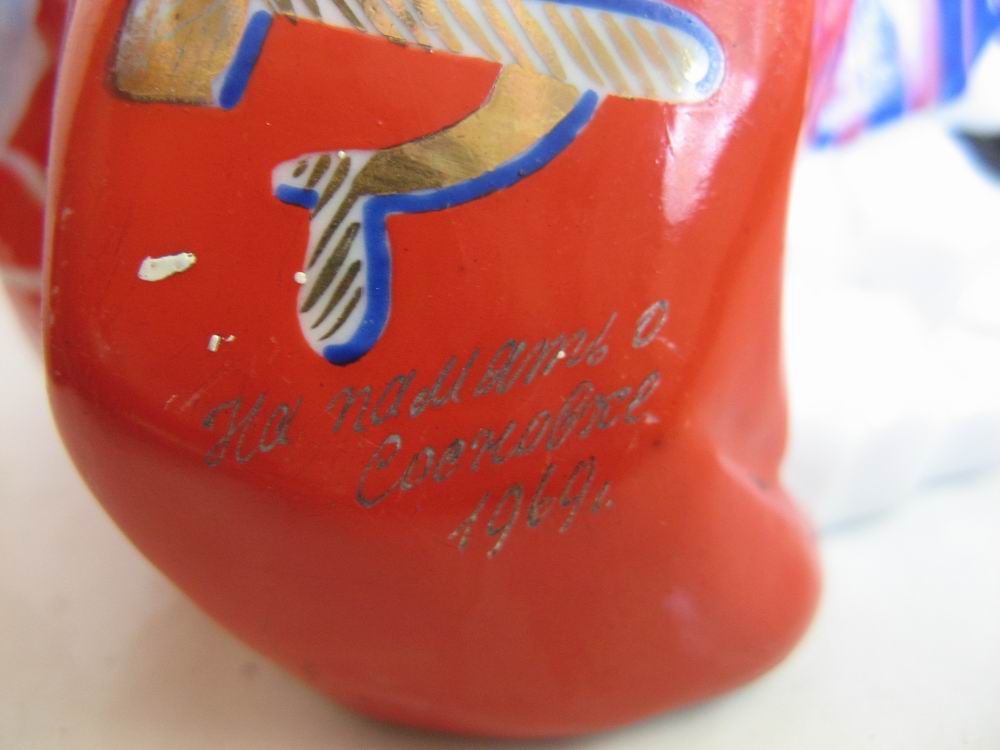 На память о
Сосновке
1969г.